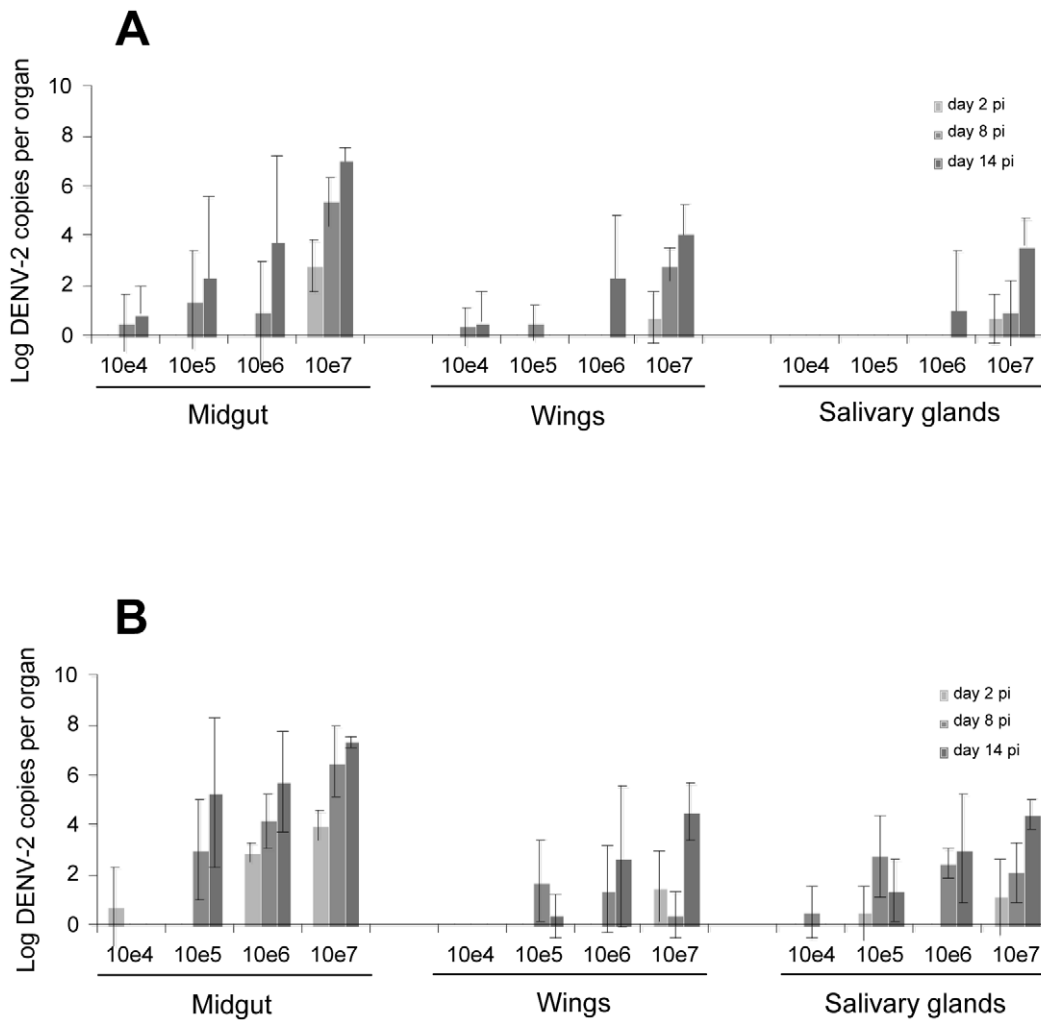 A
Log DENV-2 copies per organ
10
8
6
4
2
0
day 2 pi
day 8 pi
day 14 pi
10e4 10e5 10e6 10e7 10e4 10e5 10e6 10e7 10e4 10e5 10e6 10e7
Midgut Wings Salivary glands
B
Log DENV-2 copies per organ
10
8
6
4
2
0
day 2 pi
day 8 pi
day 14 pi
10e4 10e5 10e6 10e7 10e4 10e5 10e6 10e7 10e4 10e5 10e6 10e7
Midgut Wings Salivary glands